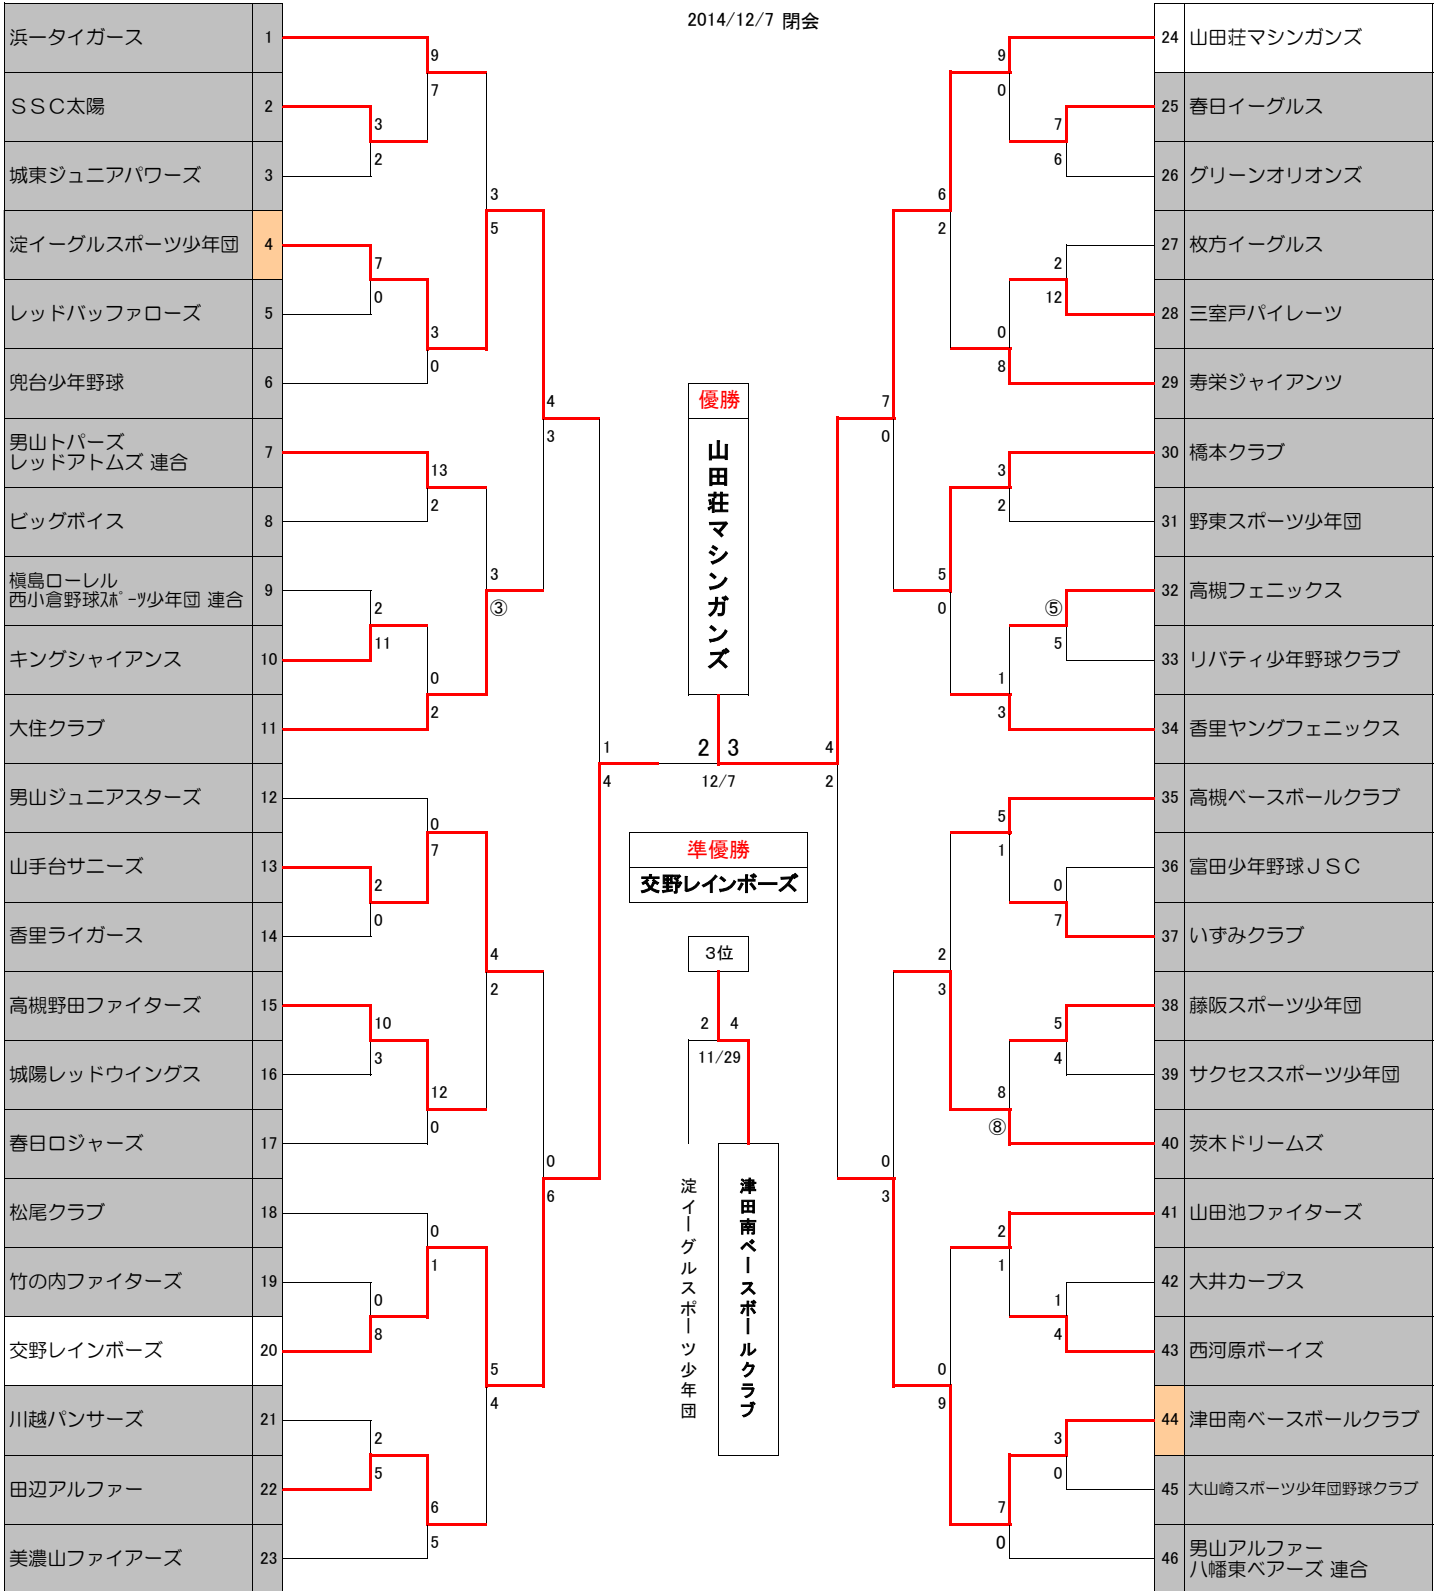 2014/12/7 閉会
浜一タイガース 1
ＳＳＣ太陽 2
城東ジュニアパワーズ 3
淀イーグルスポーツ少年団 4
レッドバッファローズ 5
兜台少年野球 6
男山トパーズ
レッドアトムズ 連合 7
ビッグボイス 8
槇島ローレル
西小倉野球ｽﾎﾟｰﾂ少年団 連合 9
キングシャイアンス 10
大住クラブ 11
男山ジュニアスターズ 12
山手台サニーズ 13
香里ライガース 14
高槻野田ファイターズ 15
城陽レッドウイングス 16
春日ロジャーズ 17
松尾クラブ 18
竹の内ファイターズ 19
交野レインボーズ 20
川越パンサーズ 21
田辺アルファー 22
美濃山ファイアーズ 23
9
7
3
2
3
5
7
0
3
0
4
3
13
2
3
③
2
11
0
2
1
4
0
7
2
0
4
2
10
3
12
0
0
6
0
1
0
8
5
4
2
5
6
5
優勝
山田荘マシンガンズ
2 3
12/7
準優勝
交野レインボーズ
3位
2 4
11/29
淀イーグルスポーツ少年団
津田南ベースボールクラブ
9
0
7
6
6
2
2
12
0
8
7
0
3
2
5
0
⑤
5
1
3
4
2
5
1
0
7
2
3
5
4
8
⑧
0
3
2
1
1
4
0
9
3
0
7
0
24 山田荘マシンガンズ
25 春日イーグルス
26 グリーンオリオンズ
27 枚方イーグルス
28 三室戸パイレーツ
29 寿栄ジャイアンツ
30 橋本クラブ
31 野東スポーツ少年団
32 高槻フェニックス
33 リバティ少年野球クラブ
34 香里ヤングフェニックス
35 高槻ベースボールクラブ
36 富田少年野球ＪＳＣ
37 いずみクラブ
38 藤阪スポーツ少年団
39 サクセススポーツ少年団
40 茨木ドリームズ
41 山田池ファイターズ
42 大井カープス
43 西河原ボーイズ
44 津田南ベースボールクラブ
45 大山崎スポーツ少年団野球クラブ
46 男山アルファー
八幡東ベアーズ 連合